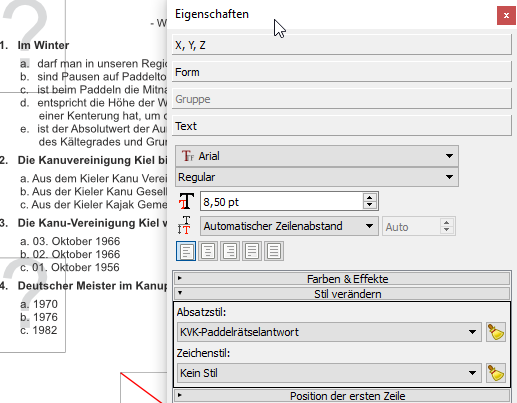 - W
Eigenschaften
X, Y, Z
Form
Gruppe
Text
Arial
Regular
8,50 pt
Automatischer Zeilenabstand
Auto
Farben & Effekte
Stil verändern
Absatzstil:
KVK-Paddelrätselantwort
Zeichenstil:
Kein Stil
Position der ersten Zeile
1. Im Winter
a. darf man in unseren Regio
b. sind Pausen auf Paddelto
c. ist beim Paddeln die Mitna
d. entspricht die Höhe der W
einer Kenterung hat, um d
e. ist der Absolutwert der Au
des Kältegrades und Grun
2. Die Kanuvereinigung Kiel bi
a. Aus dem Kieler Kanu Verei
b. Aus der Kieler Kanu Gesell
c. Aus der Kieler Kajak Geme
3. Die Kanu-Vereinigung Kiel w
a. 03. Oktober 1966
b. 02. Oktober 1966
c. 01. Oktober 1956
4. Deutscher Meister im Kanup
a. 1970
b. 1976
c. 1982